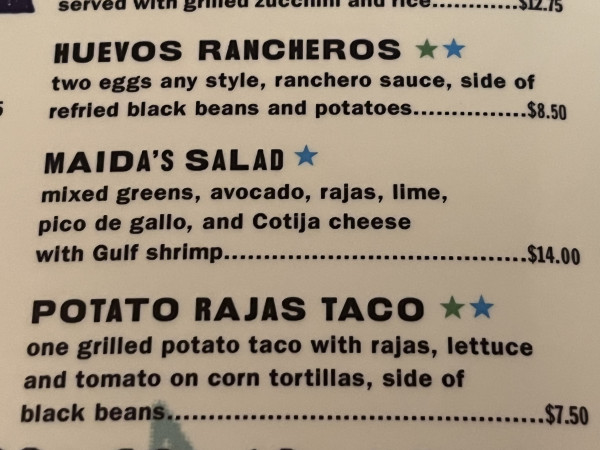 served with grilled zucchini and rice............$12.75
HUEVOS RANCHEROS
two eggs any style, ranchero sauce, side of
refried black beans and potatoes...............$8.50
MAIDA'S SALAD
mixed greens, avocado, rajas, lime,
pico de gallo, and Cotija cheese
with Gulf shrimp.......................................$14.00
POTATO RAJAS TACO
one grilled potato taco with rajas, lettuce
and tomato on corn tortillas, side of
black beans.................................................$7.50